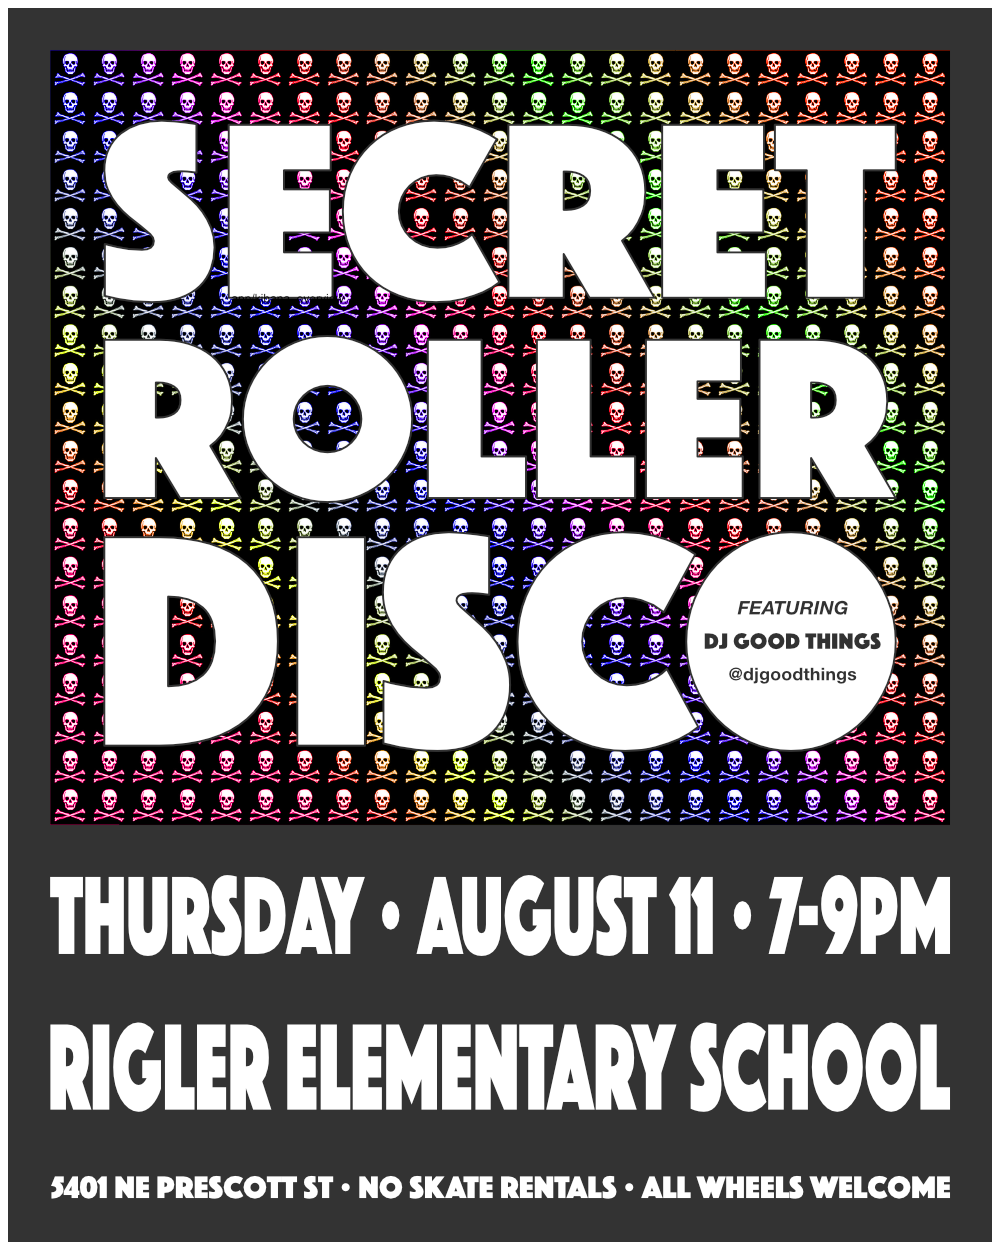 SECRET
ROLLER
DISCO
FEATURING
DJ GOOD THINGS
@djgoodthings
THURSDAY • AUGUST 11 • 7-9PM
RIGLER ELEMENTARY SCHOOL
5401 NE PRESCOTT ST • NO SKATE RENTALS • ALL WHEELS WELCOME